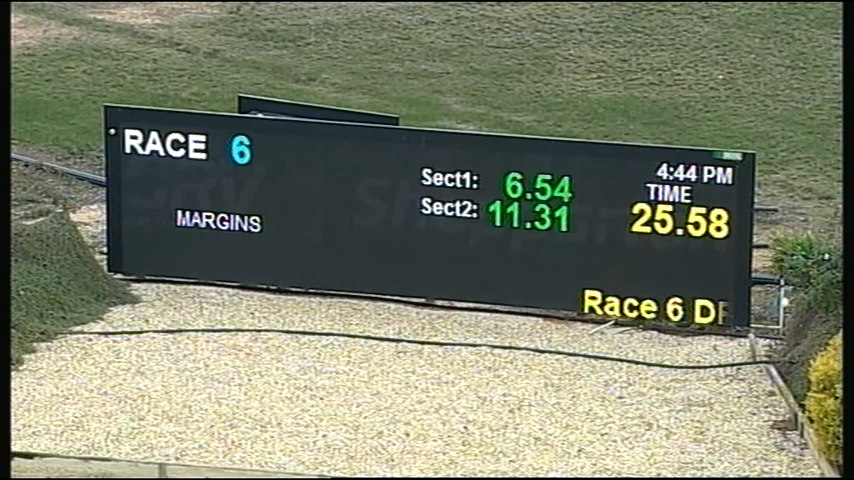 RACE 6
4:44 PM
Sect1: 6.54
TIME
Sect2: 11.31
25.58
MARGINS
Race 6 D